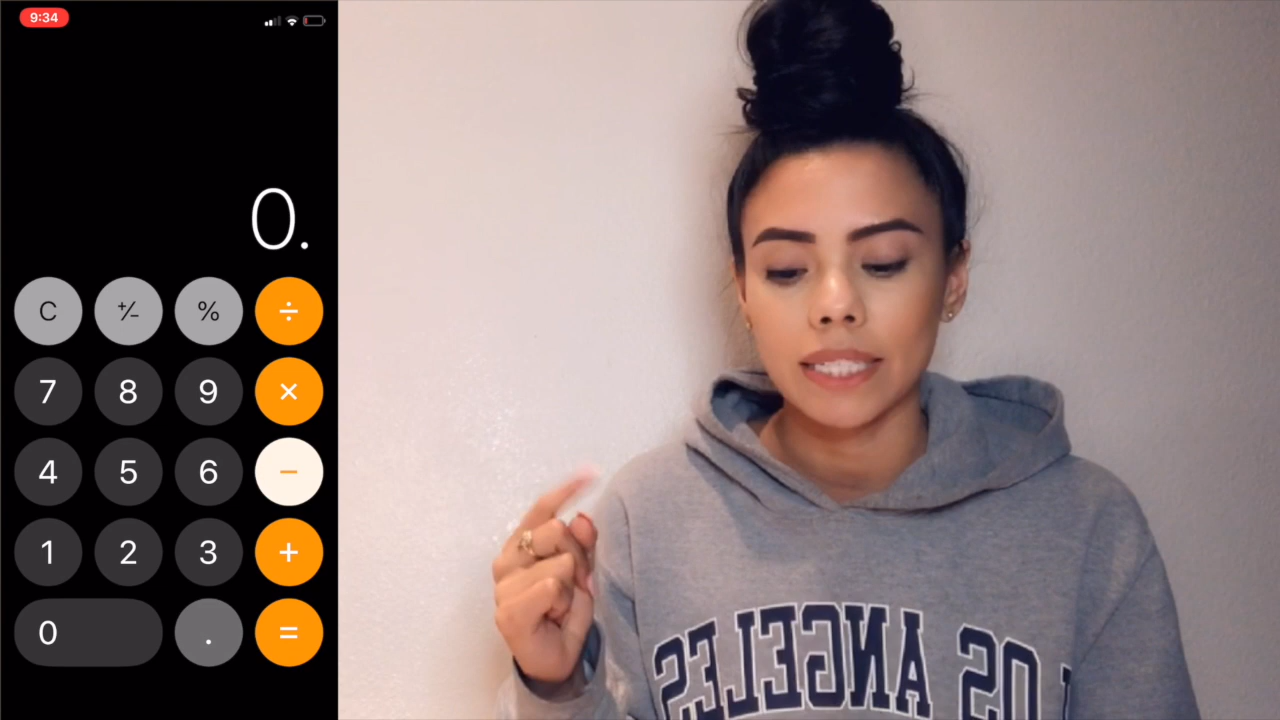 9:34
0.
C +/- % ÷
7 8 9 ×
4 5 6 −
1 2 3 +
0 . =
LOS ANGELES